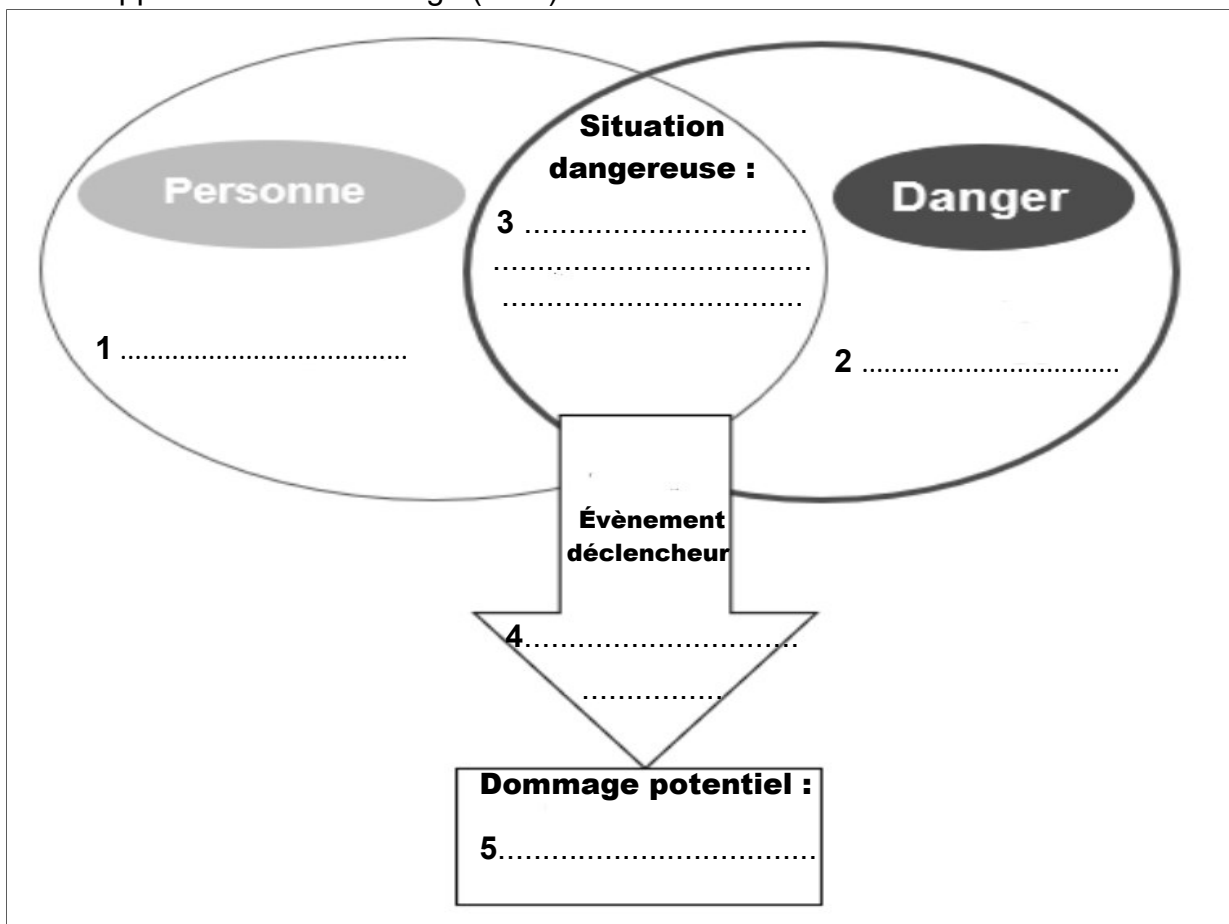 Situation
dangereuse :
Personne
Danger
3 ................................
....................................
..................................
1 .......................................
2 ...................................
Évènement
déclencheur
4...............................
................
Dommage potentiel :
5....................................